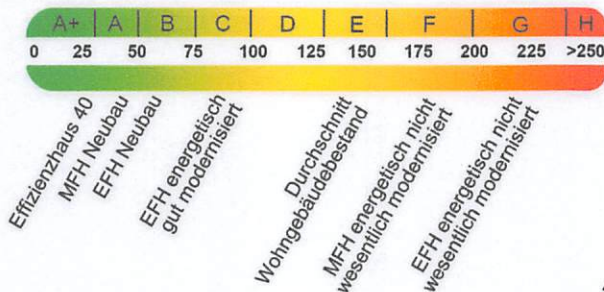 A+ A B C D E F G H
0 25 50 75 100 125 150 175 200 225 >250
Effizienzhaus 40
MFH Neubau
EFH Neubau
EFH energetisch
gut modernisiert
Durchschnitt
Wohngebäudebestand
MFH energetisch nicht
wesentlich modernisiert
EFH energetisch nicht
wesentlich modernisiert